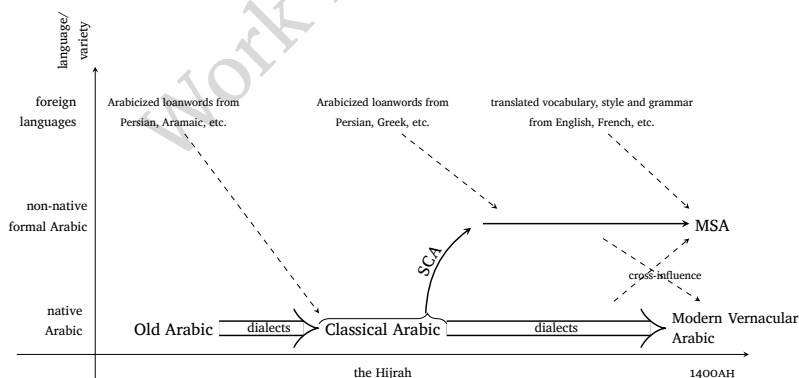 language/
variety
Work
foreign
languages
Arabicized loanwords from
Persian, Aramaic, etc.
Arabicized loanwords from
Persian, Greek, etc.
translated vocabulary, style and grammar
from English, French, etc.
non-native
formal Arabic
MSA
SCA
cross-influence
native
Arabic
Old Arabic
dialects
Classical Arabic
dialects
Modern Vernacular
Arabic
the Hijrah
1400AH